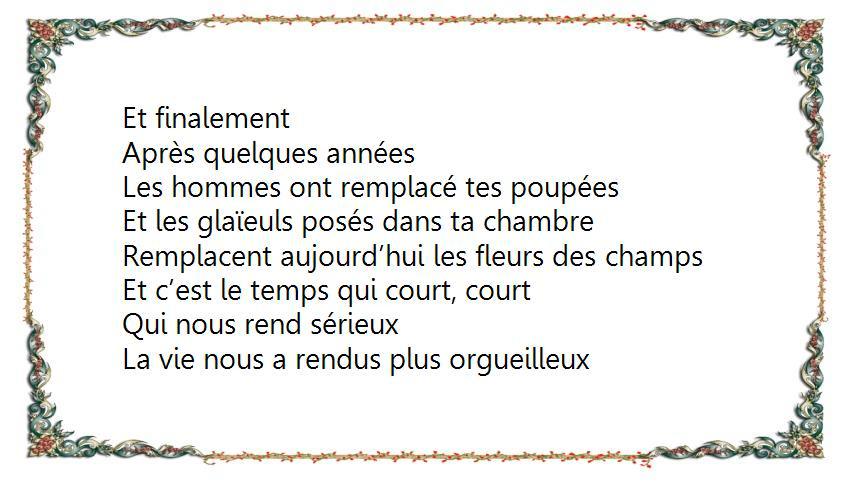 Et finalement
Après quelques années
Les hommes ont remplacé tes poupées
Et les glaïeuls posés dans ta chambre
Remplacent aujourd’hui les fleurs des champs
Et c’est le temps qui court, court
Qui nous rend sérieux
La vie nous a rendus plus orgueilleux